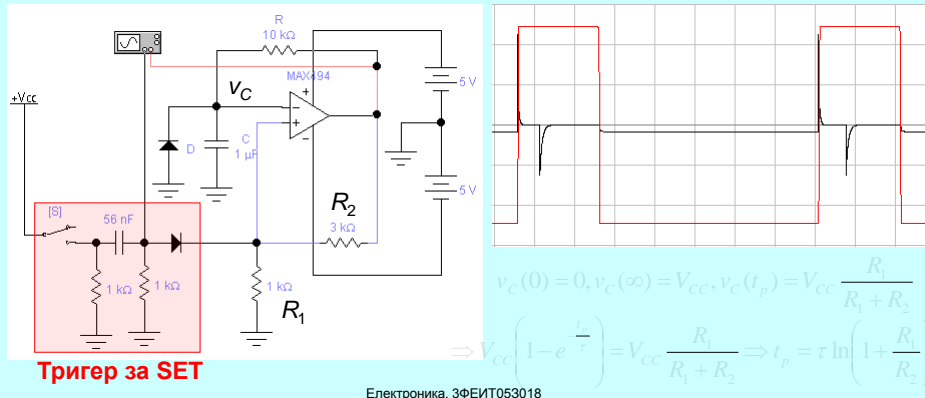 R
10 kΩ
MAX494
+
5 V
+Vcc
v_C
−
+
−
D
C
1 µF
5 V
[S]
56 nF
R_2
3 kΩ
1 kΩ
1 kΩ
1 kΩ
R_1
Тригер за SET
v_C(0) = 0, v_C(∞) = V_CC, v_C(t_p) = V_CC R_1 / (R_1 + R_2)
⇒ V_CC (1 − e^(−t_p/τ)) = V_CC R_1 / (R_1 + R_2) ⇒ t_p = τ ln(1 + R_1 / R_2)
Електроника, 3ФЕИТ053018